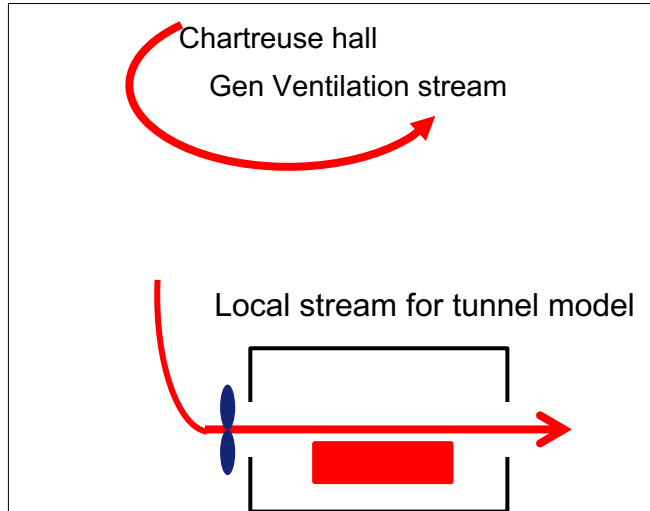 Chartreuse hall
Gen Ventilation stream
Local stream for tunnel model